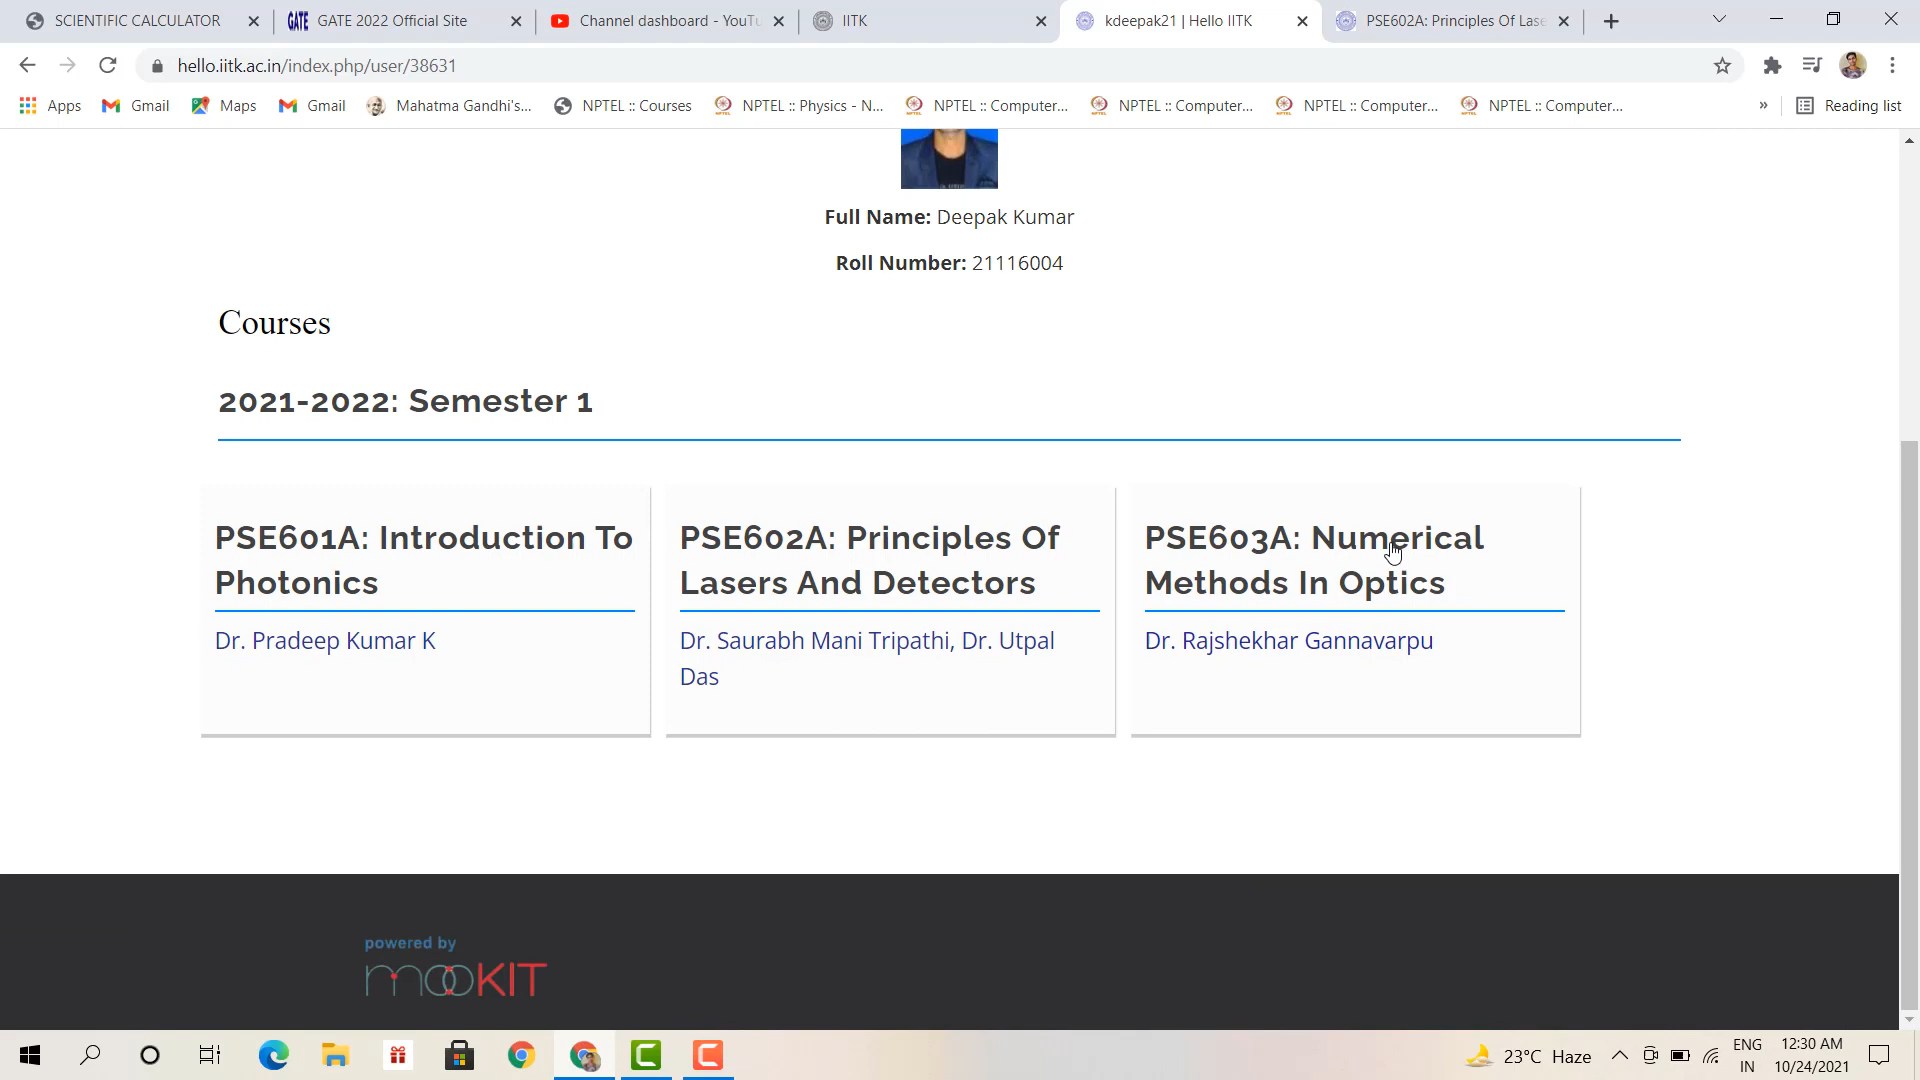 SCIENTIFIC CALCULATOR
GATE GATE 2022 Official Site
Channel dashboard - YouTu
IITK
kdeepak21 | Hello IITK
PSE602A: Principles Of Lase
hello.iitk.ac.in/index.php/user/38631
Apps Gmail Maps Gmail Mahatma Gandhi's... NPTEL :: Courses NPTEL :: Physics - N... NPTEL :: Computer... NPTEL :: Computer... NPTEL :: Computer... NPTEL :: Computer... » Reading list
Full Name: Deepak Kumar
Roll Number: 21116004
Courses
2021-2022: Semester 1
PSE601A: Introduction To
Photonics
Dr. Pradeep Kumar K
PSE602A: Principles Of
Lasers And Detectors
Dr. Saurabh Mani Tripathi, Dr. Utpal
Das
PSE603A: Numerical
Methods In Optics
Dr. Rajshekhar Gannavarpu
powered by
mooKIT
23°C Haze
ENG
IN
12:30 AM
10/24/2021